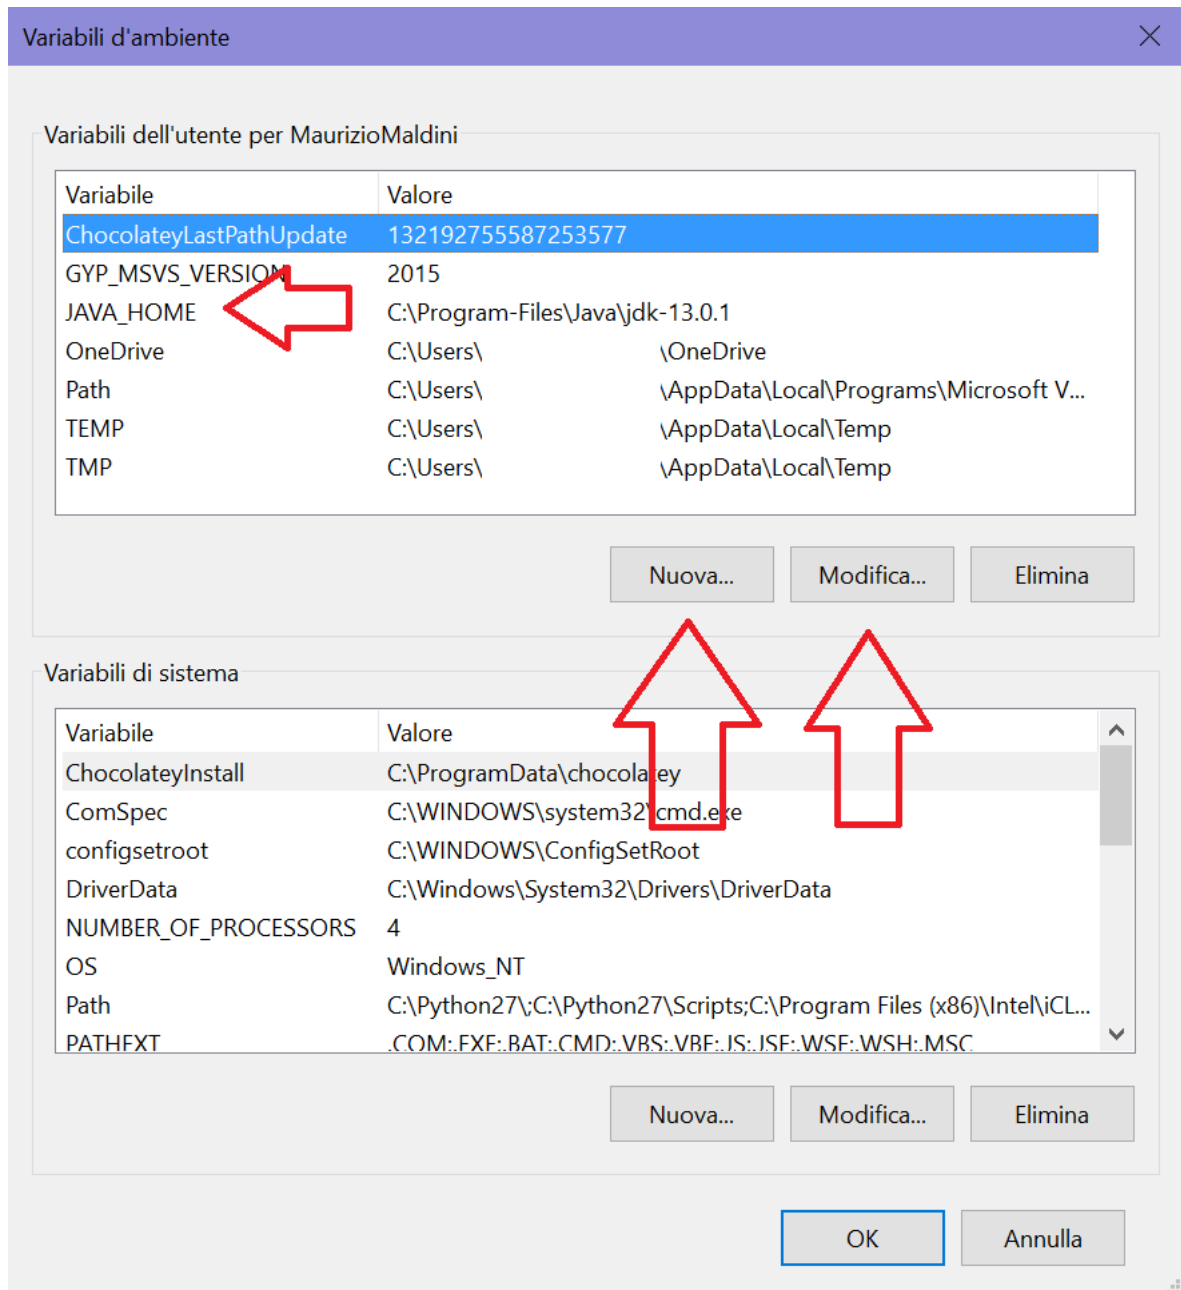 Variabili d'ambiente
Variabili dell'utente per MaurizioMaldini
Variabile Valore
ChocolateyLastPathUpdate 132192755587253577
GYP_MSVS_VERSION 2015
JAVA_HOME C:\Program-Files\Java\jdk-13.0.1
OneDrive C:\Users\ \OneDrive
Path C:\Users\ \AppData\Local\Programs\Microsoft V...
TEMP C:\Users\ \AppData\Local\Temp
TMP C:\Users\ \AppData\Local\Temp
Nuova... Modifica... Elimina
Variabili di sistema
Variabile Valore
ChocolateyInstall C:\ProgramData\chocolatey
ComSpec C:\WINDOWS\system32\cmd.exe
configsetroot C:\WINDOWS\ConfigSetRoot
DriverData C:\Windows\System32\Drivers\DriverData
NUMBER_OF_PROCESSORS 4
OS Windows_NT
Path C:\Python27\;C:\Python27\Scripts;C:\Program Files (x86)\Intel\iCL...
PATHEXT .COM;.EXE;.BAT;.CMD;.VBS;.VBE;.JS;.JSE;.WSF;.WSH;.MSC
Nuova... Modifica... Elimina
OK Annulla